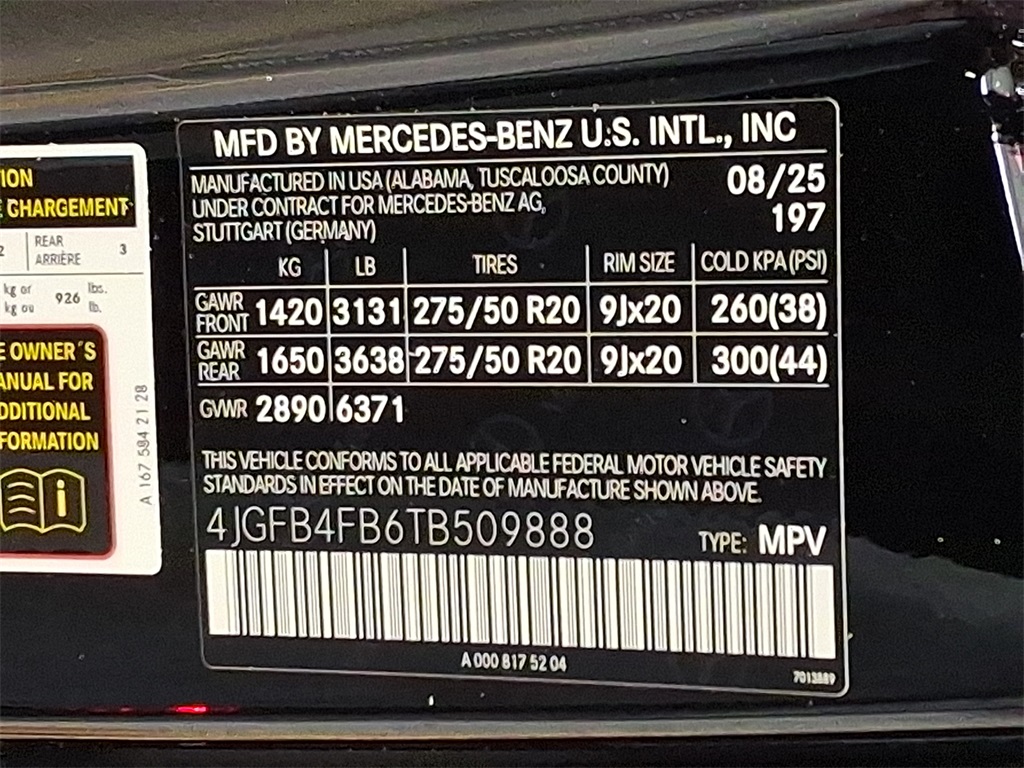 ION
E CHARGEMENT
2 REAR ARRIÈRE 3
kg or
kg ou 926 lbs.
lb.
E OWNER´S
ANUAL FOR
DDITIONAL
FORMATION
i
A 167 584 21 28
MFD BY MERCEDES-BENZ U.S. INTL., INC
MANUFACTURED IN USA (ALABAMA, TUSCALOOSA COUNTY) 08/25
UNDER CONTRACT FOR MERCEDES-BENZ AG, 197
STUTTGART (GERMANY)
KG LB TIRES RIM SIZE COLD KPA (PSI)
GAWR FRONT 1420 3131 275/50 R20 9Jx20 260(38)
GAWR REAR 1650 3638 275/50 R20 9Jx20 300(44)
GVWR 2890 6371
THIS VEHICLE CONFORMS TO ALL APPLICABLE FEDERAL MOTOR VEHICLE SAFETY
STANDARDS IN EFFECT ON THE DATE OF MANUFACTURE SHOWN ABOVE.
4JGFB4FB6TB509888 TYPE: MPV
A 000 817 52 04
7013889